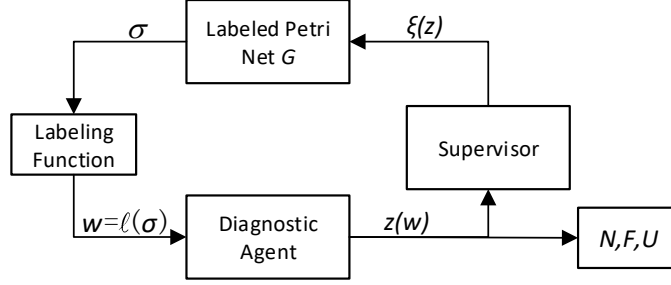 σ
Labeled Petri
Net G
ξ(z)
Labeling
Function
Supervisor
w=ℓ(σ)
Diagnostic
Agent
z(w)
N,F,U